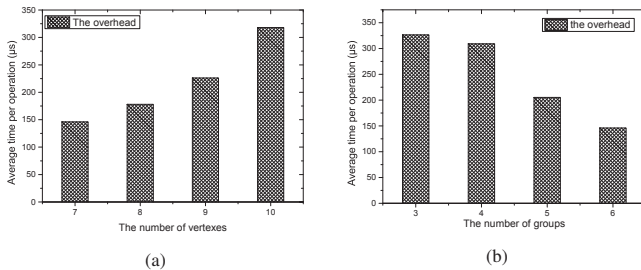 The overhead
Average time per operation (μs)
350
300
250
200
150
100
50
0
7 8 9 10
The number of vertexes
(a)
the overhead
Average time per operation (μs)
350
300
250
200
150
100
50
0
3 4 5 6
The number of groups
(b)